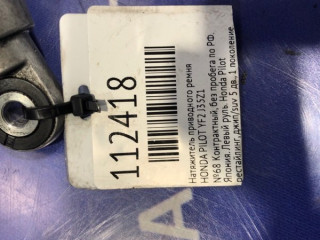 112418
Натяжитель приводного ремня
HONDA PILOT YF2 J35Z1
№68 Контрактный, без пробега по РФ,
Япония. Левый руль. Honda Pilot
рестайлинг, джип/suv 5 дв., 1 поколение